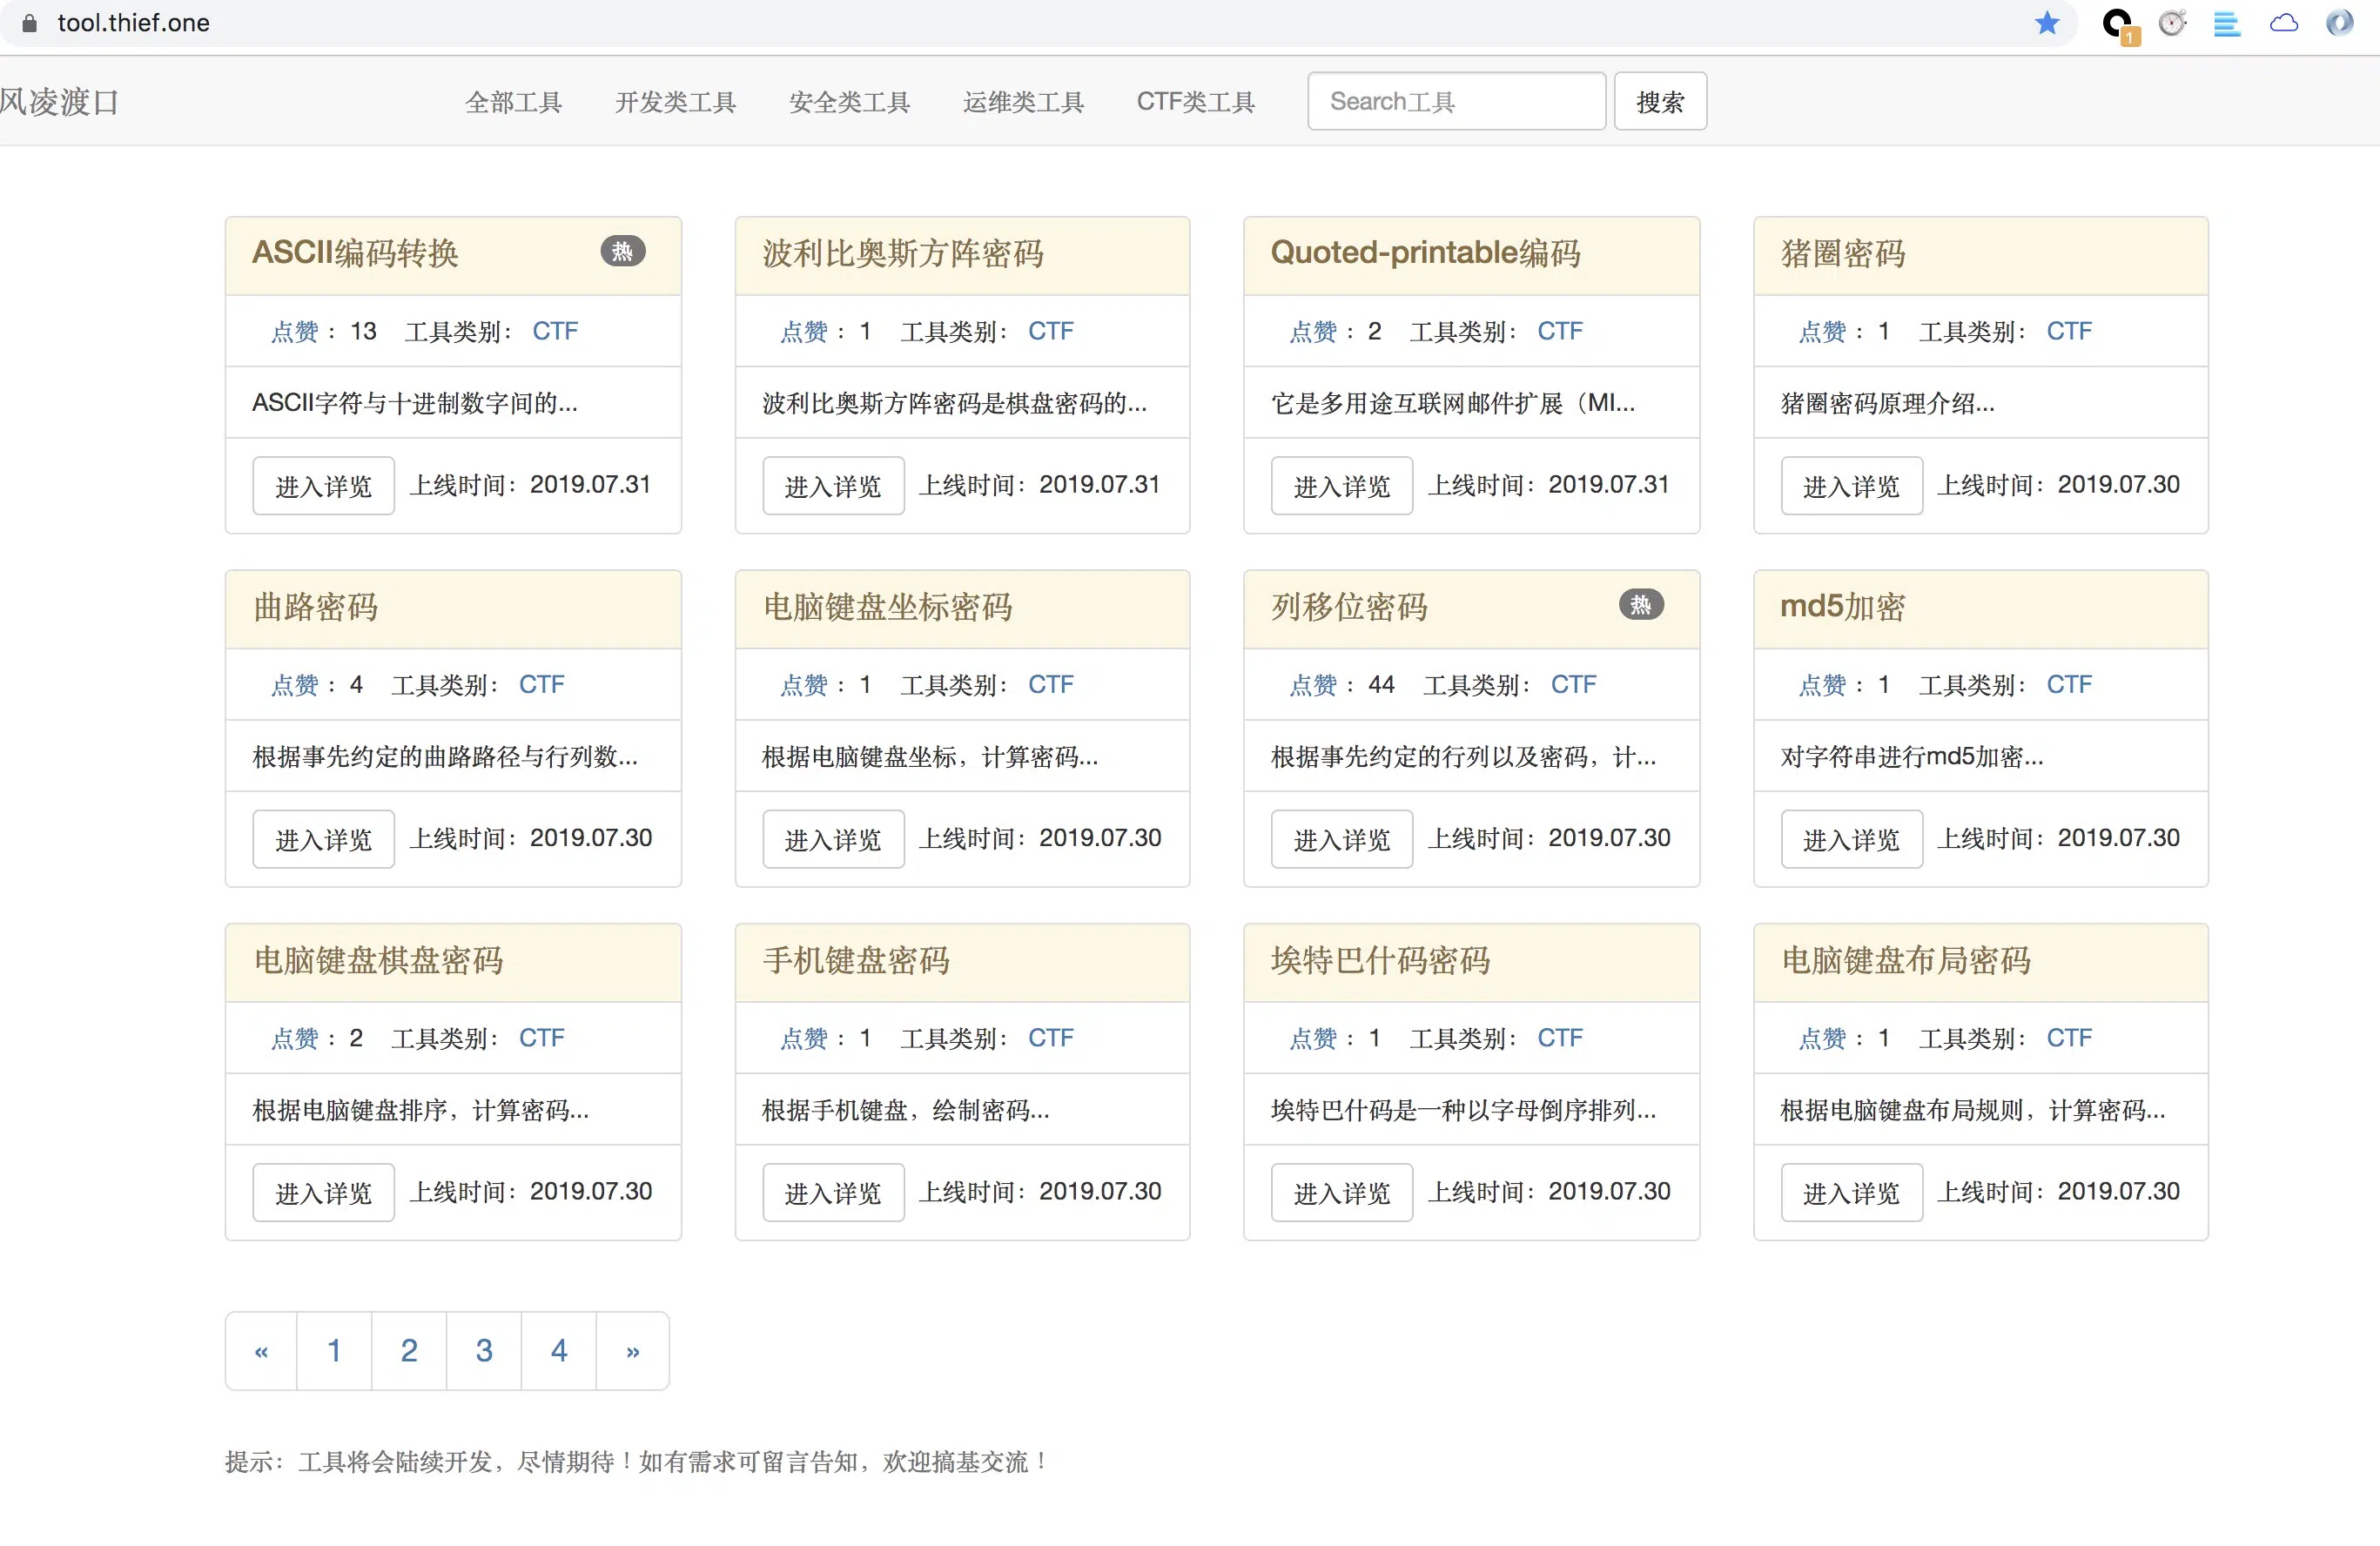 tool.thief.one
1
风凌渡口 全部工具 开发类工具 安全类工具 运维类工具 CTF类工具 Search工具 搜索
ASCII编码转换 热
点赞 : 13 工具类别: CTF
ASCII字符与十进制数字间的...
进入详览 上线时间: 2019.07.31
波利比奥斯方阵密码
点赞 : 1 工具类别: CTF
波利比奥斯方阵密码是棋盘密码的...
进入详览 上线时间: 2019.07.31
Quoted-printable编码
点赞 : 2 工具类别: CTF
它是多用途互联网邮件扩展（MI...
进入详览 上线时间: 2019.07.31
猪圈密码
点赞 : 1 工具类别: CTF
猪圈密码原理介绍...
进入详览 上线时间: 2019.07.30
曲路密码
点赞 : 4 工具类别: CTF
根据事先约定的曲路路径与行列数...
进入详览 上线时间: 2019.07.30
电脑键盘坐标密码
点赞 : 1 工具类别: CTF
根据电脑键盘坐标，计算密码...
进入详览 上线时间: 2019.07.30
列移位密码 热
点赞 : 44 工具类别: CTF
根据事先约定的行列以及密码，计...
进入详览 上线时间: 2019.07.30
md5加密
点赞 : 1 工具类别: CTF
对字符串进行md5加密...
进入详览 上线时间: 2019.07.30
电脑键盘棋盘密码
点赞 : 2 工具类别: CTF
根据电脑键盘排序，计算密码...
进入详览 上线时间: 2019.07.30
手机键盘密码
点赞 : 1 工具类别: CTF
根据手机键盘，绘制密码...
进入详览 上线时间: 2019.07.30
埃特巴什码密码
点赞 : 1 工具类别: CTF
埃特巴什码是一种以字母倒序排列...
进入详览 上线时间: 2019.07.30
电脑键盘布局密码
点赞 : 1 工具类别: CTF
根据电脑键盘布局规则，计算密码...
进入详览 上线时间: 2019.07.30
« 1 2 3 4 »
提示：工具将会陆续开发，尽情期待！如有需求可留言告知，欢迎搞基交流！